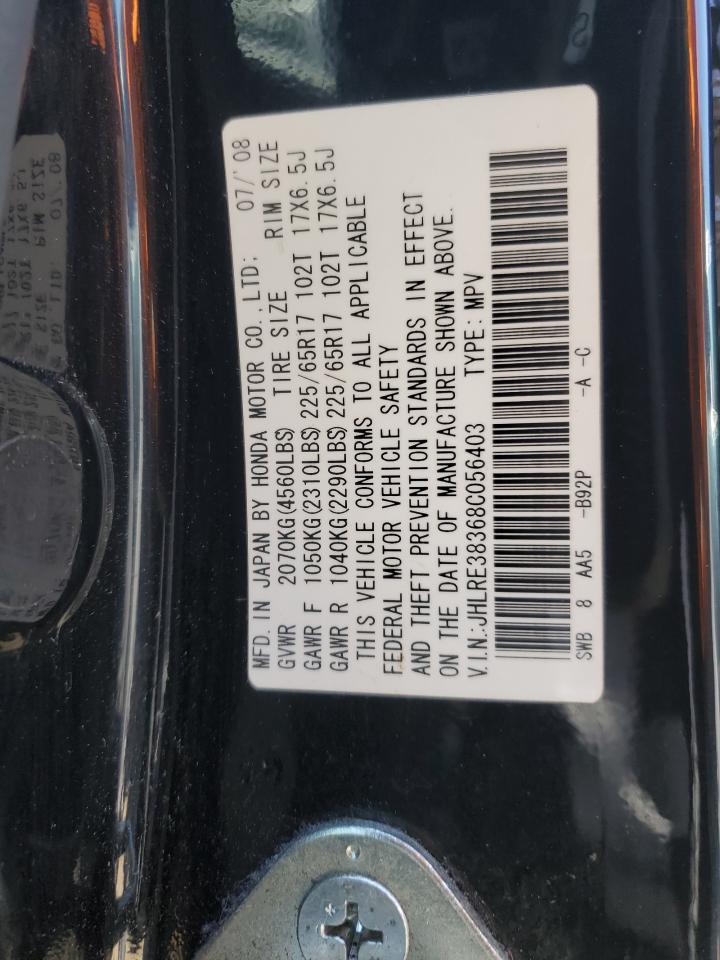 MFD. IN JAPAN BY HONDA MOTOR CO.,LTD: 07/'08
GVWR 2070KG(4560LBS) TIRE SIZE RIM SIZE
GAWR F 1050KG(2310LBS) 225/65R17 102T 17X6.5J
GAWR R 1040KG(2290LBS) 225/65R17 102T 17X6.5J
THIS VEHICLE CONFORMS TO ALL APPLICABLE
FEDERAL MOTOR VEHICLE SAFETY
AND THEFT PREVENTION STANDARDS IN EFFECT
ON THE DATE OF MANUFACTURE SHOWN ABOVE.
V.I.N.:JHLRE38368C056403 TYPE: MPV
SWB 8 AA5 -B92P -A -C